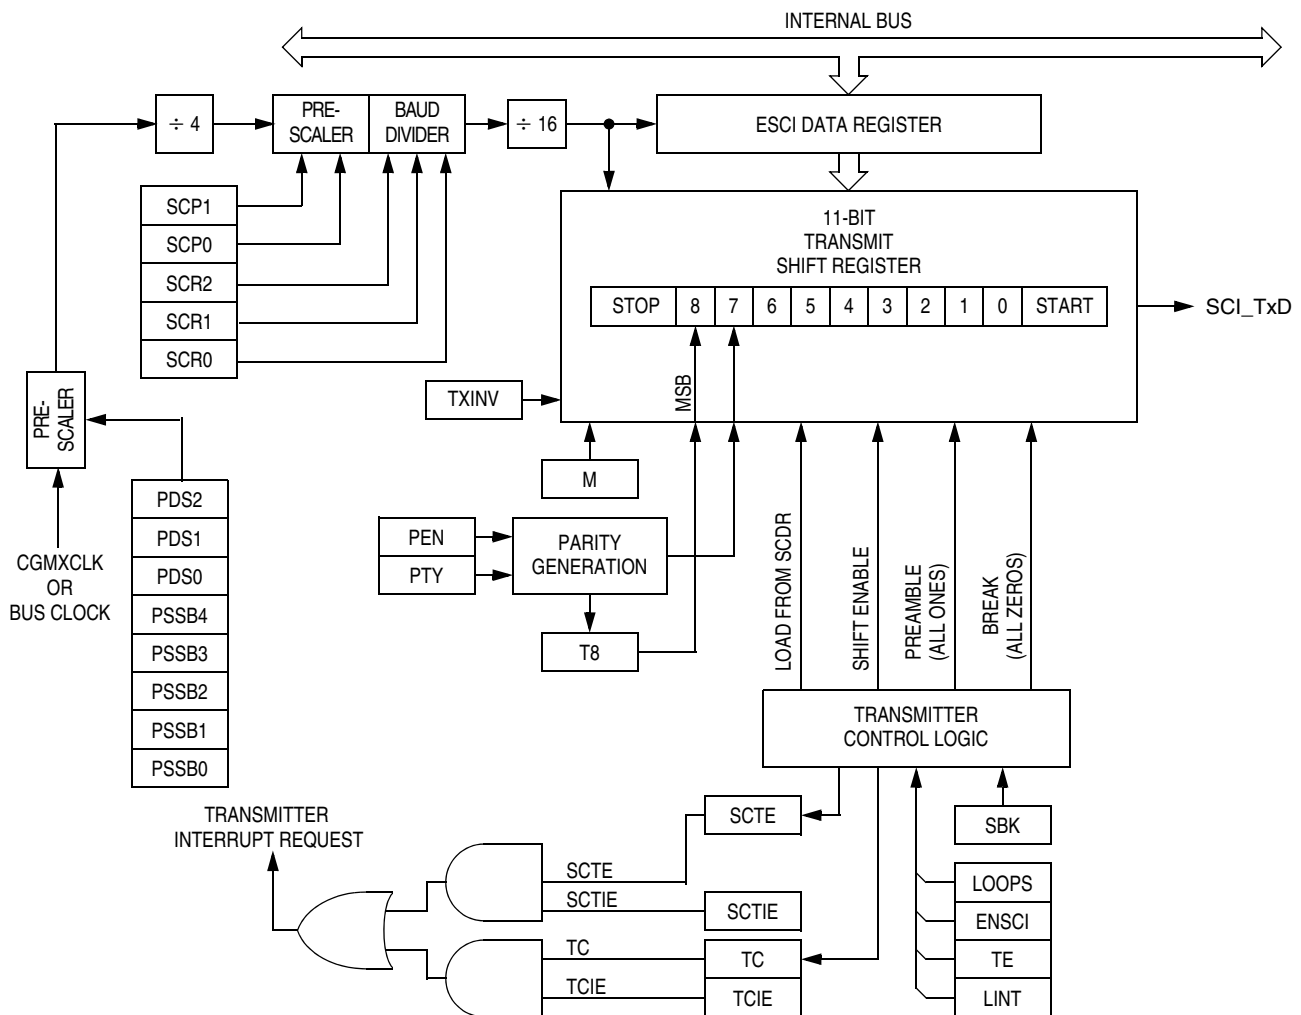 INTERNAL BUS
÷ 4
PRE-
SCALER
BAUD
DIVIDER
÷ 16
ESCI DATA REGISTER
SCP1
SCP0
SCR2
SCR1
SCR0
11-BIT
TRANSMIT
SHIFT REGISTER
STOP 8 7 6 5 4 3 2 1 0 START
SCI_TxD
PRE-
SCALER
TXINV
MSB
M
PDS2
PDS1
PDS0
PSSB4
PSSB3
PSSB2
PSSB1
PSSB0
CGMXCLK
OR
BUS CLOCK
PEN
PTY
PARITY
GENERATION
T8
LOAD FROM SCDR
SHIFT ENABLE
PREAMBLE
(ALL ONES)
BREAK
(ALL ZEROS)
TRANSMITTER
CONTROL LOGIC
TRANSMITTER
INTERRUPT REQUEST
SCTE
SBK
SCTE
SCTIE
SCTIE
LOOPS
ENSCI
TC
TC
TE
TCIE
TCIE
LINT